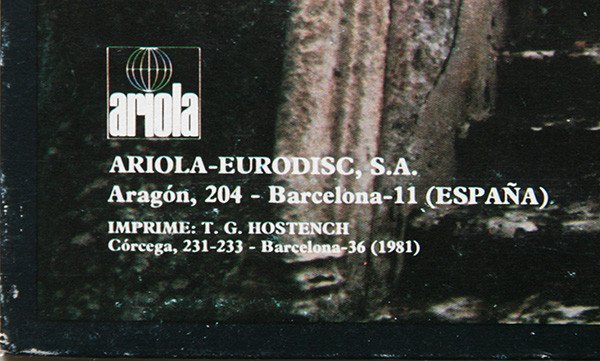 ariola
ARIOLA-EURODISC, S.A.
Aragón, 204 - Barcelona-11 (ESPAÑA)
IMPRIME: T. G. HOSTENCH
Córcega, 231-233 - Barcelona-36 (1981)